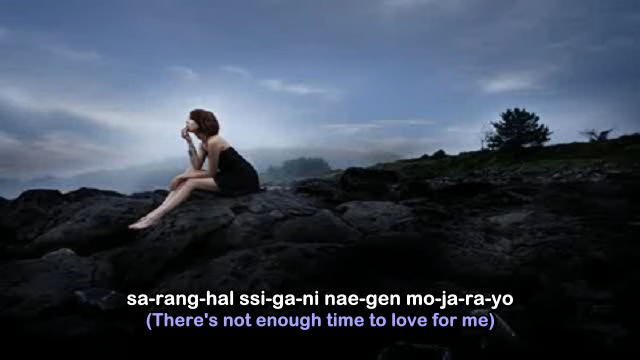 sa-rang-hal ssi-ga-ni nae-gen mo-ja-ra-yo
(There's not enough time to love for me)